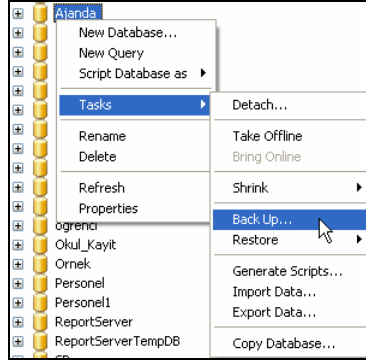 Ajanda
New Database...
New Query
Script Database as
Tasks
Rename
Delete
Refresh
Properties
Detach...
Take Offline
Bring Online
Shrink
Back Up...
Restore
Generate Scripts...
Import Data...
Export Data...
Copy Database...
ogrenci
Okul_Kayit
Ornek
Personel
Personel1
ReportServer
ReportServerTempDB